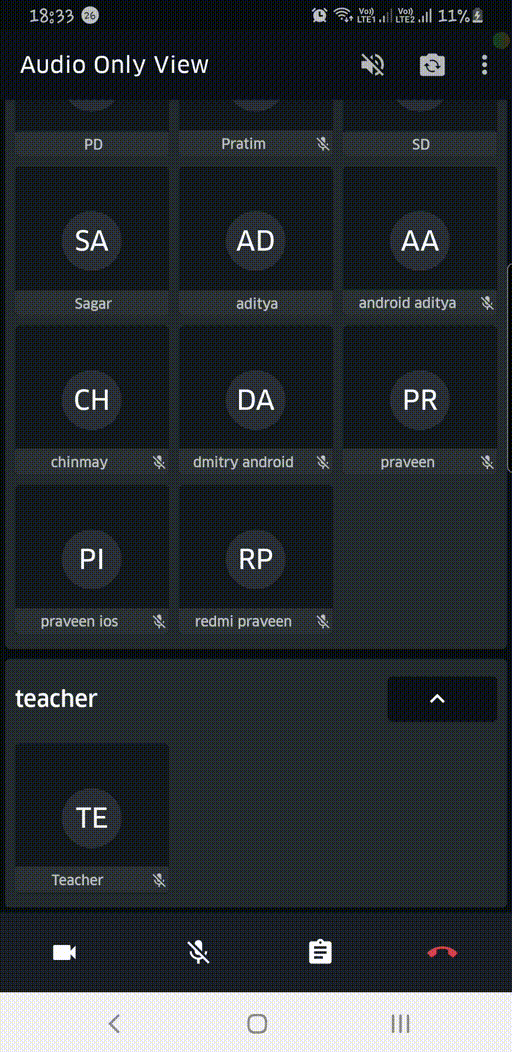 18:33 26 Vo) LTE1 Vo) LTE2 11%
Audio Only View
PD Pratim SD
SA AD AA
Sagar aditya android aditya
CH DA PR
chinmay dmitry android praveen
PI RP
praveen ios redmi praveen
teacher
TE
Teacher